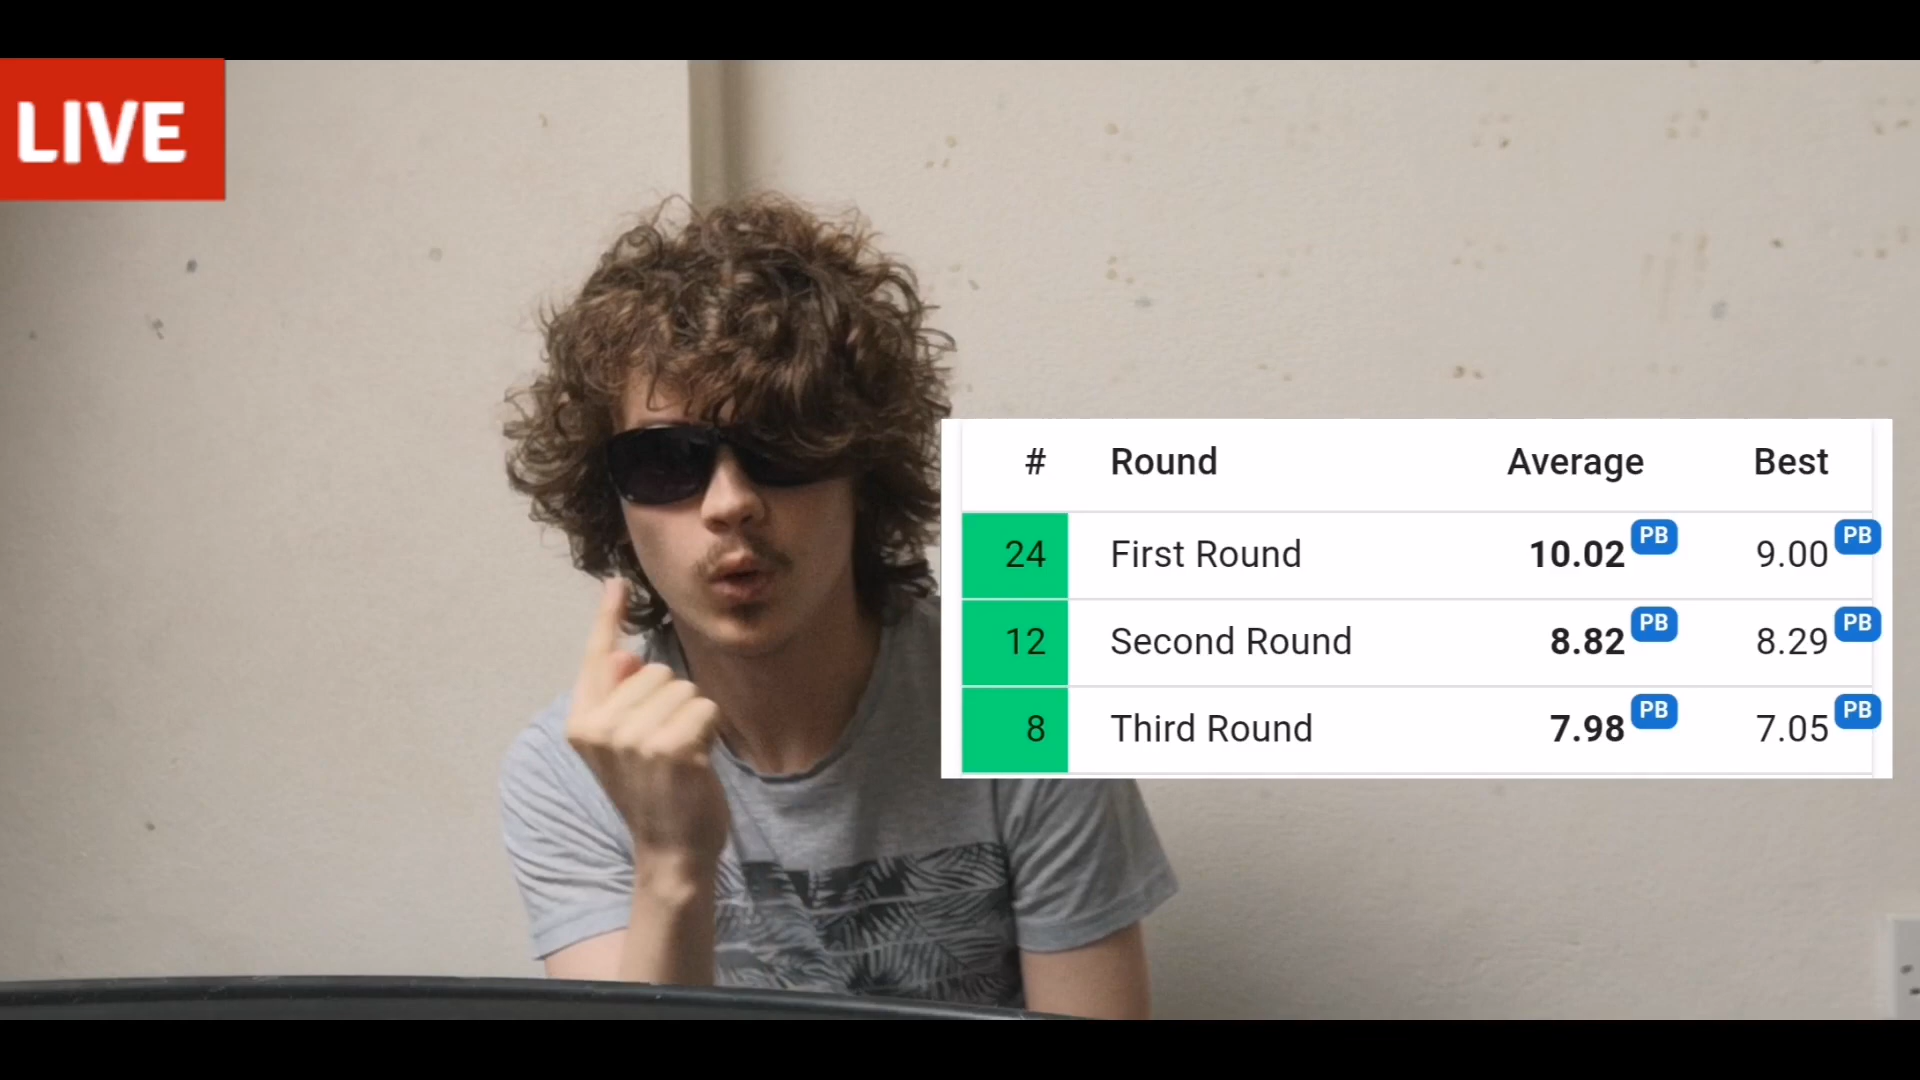 LIVE
# Round Average Best
24 First Round 10.02 PB 9.00 PB
12 Second Round 8.82 PB 8.29 PB
8 Third Round 7.98 PB 7.05 PB